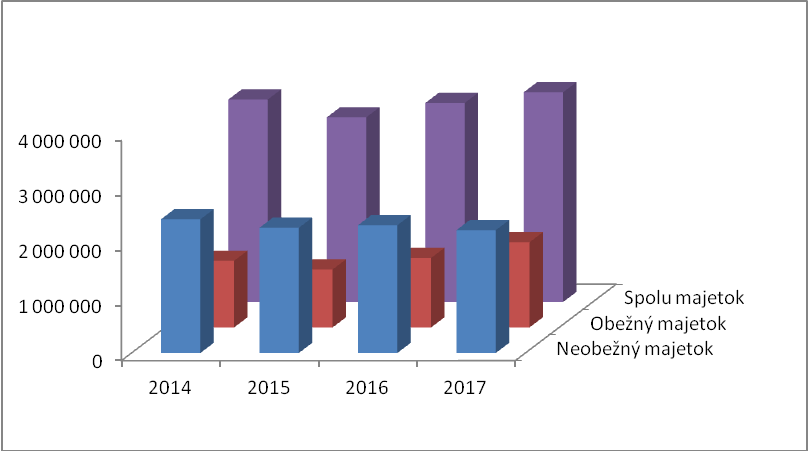 4 000 000
3 000 000
2 000 000
1 000 000
0
2014 2015 2016 2017
Spolu majetok
Obežný majetok
Neobežný majetok